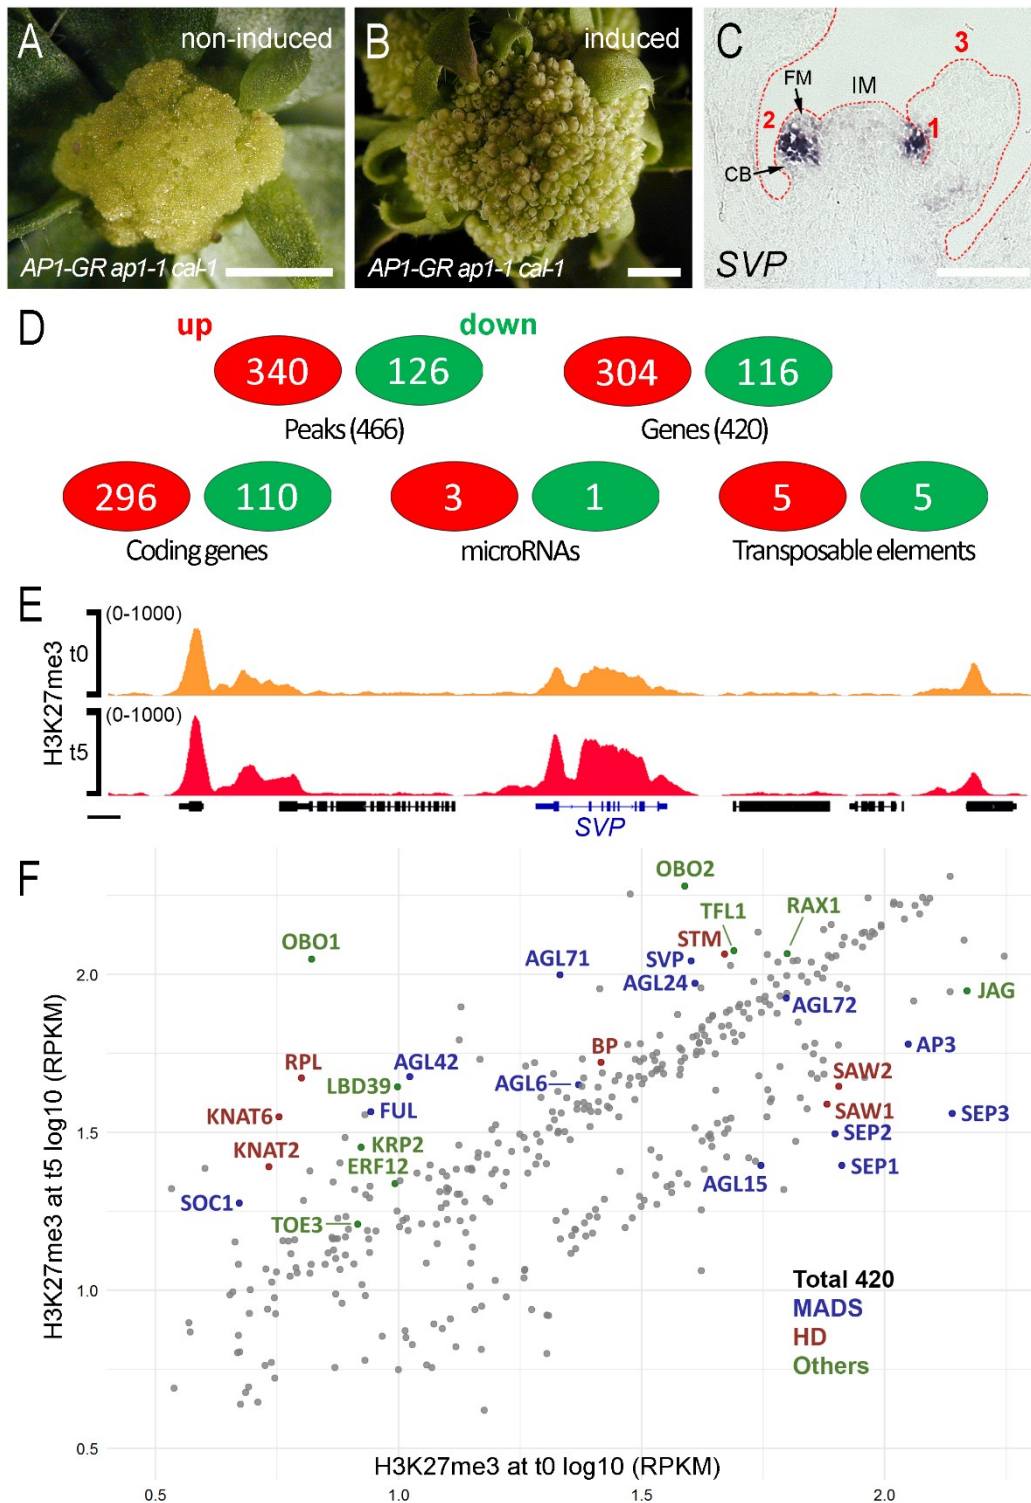 A
non-induced
AP1-GR ap1-1 cal-1
B
induced
AP1-GR ap1-1 cal-1
C
3
FM
IM
2
1
CB
SVP
D
up
down
340
126
304
116
Peaks (466)
Genes (420)
296
110
3
1
5
5
Coding genes
microRNAs
Transposable elements
E
H3K27me3
t0
(0-1000)
t5
(0-1000)
SVP
F
H3K27me3 at t5 log10 (RPKM)
OBO2
TFL1
RAX1
OBO1
STM
AGL71
SVP
AGL24
JAG
AGL72
AP3
BP
RPL
AGL42
SAW2
LBD39
AGL6
KNAT6
FUL
SAW1
SEP3
KRP2
SEP2
KNAT2
ERF12
AGL15
SEP1
SOC1
TOE3
Total 420
MADS
HD
Others
2.0
1.5
1.0
0.5
H3K27me3 at t0 log10 (RPKM)
0.5
1.0
1.5
2.0